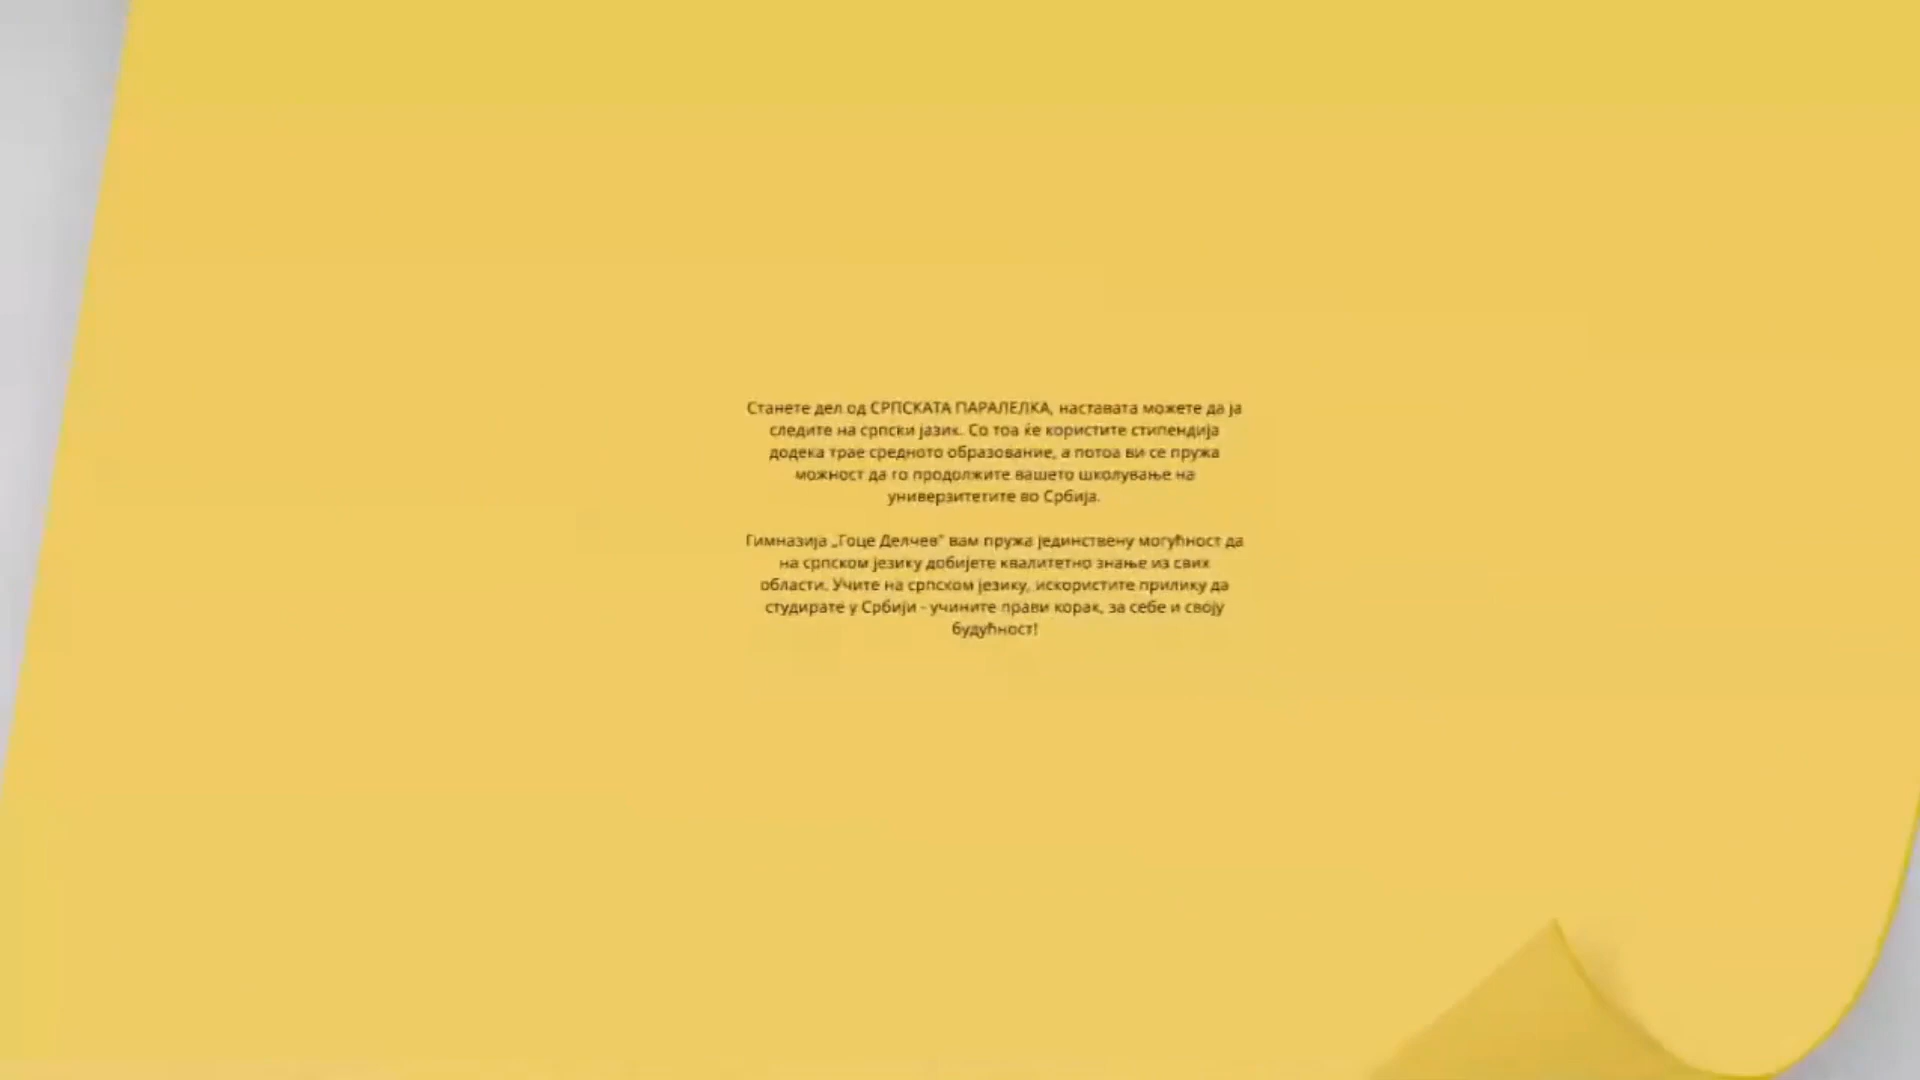 Станете дел од СРПСКАТА ПАРАЛЕЛКА, наставата можете да ја
следите на српски јазик. Со тоа ќе користите стипендија
додека трае средното образование, а потоа ви се пружа
можност да го продолжите вашето школување на
универзитетите во Србија.
Гимназија „Гоце Делчев" вам пружа јединствену могућност да
на српском језику добијете квалитетно знање из свих
области. Учите на српском језику, искористите прилику да
студирате у Србији - учините прави корак, за себе и своју
будућност!